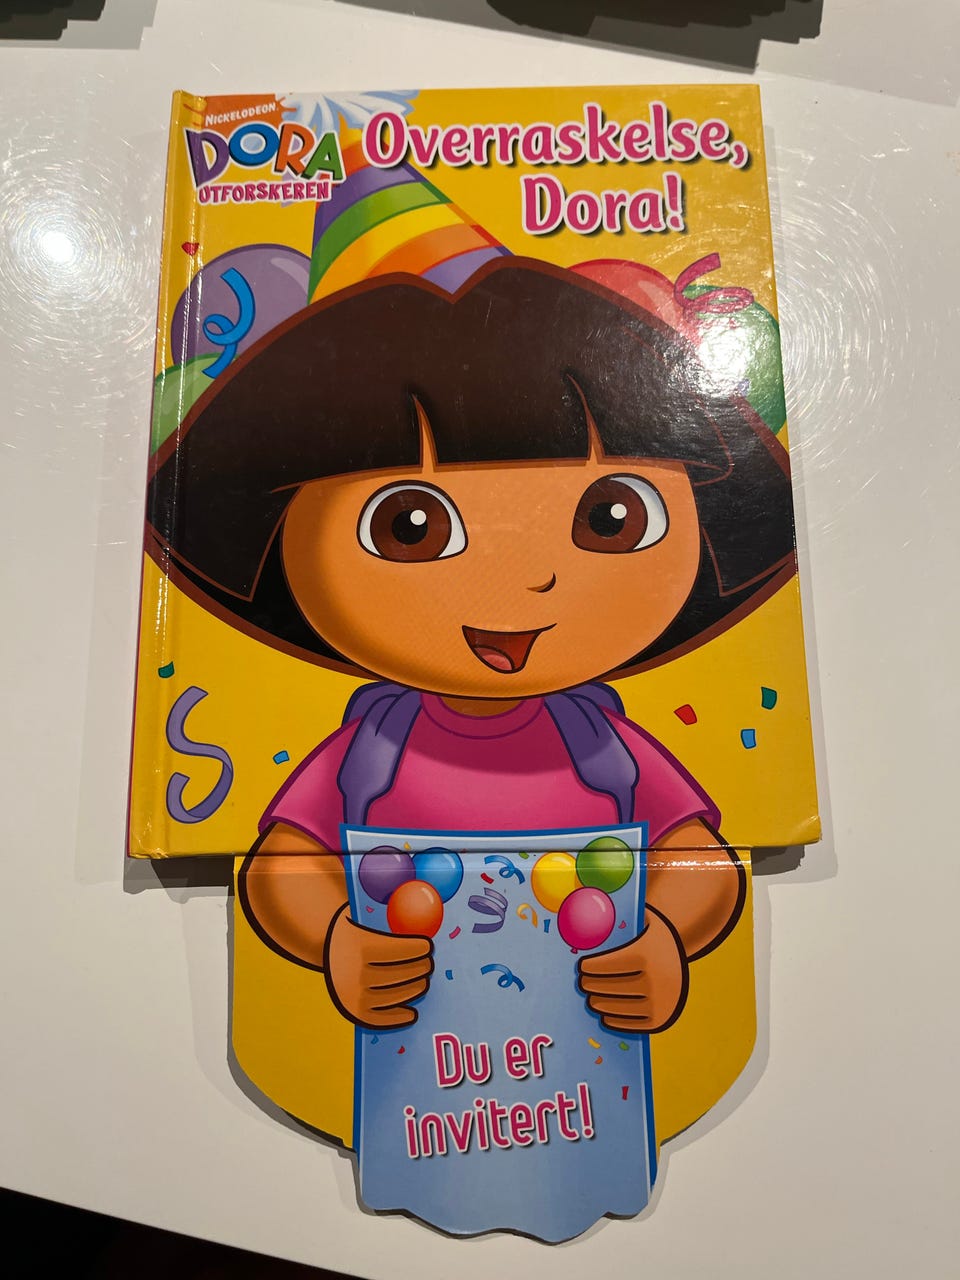 NICKELODEON
DORA
UTFORSKEREN
Overraskelse,
Dora!
Du er
invitert!